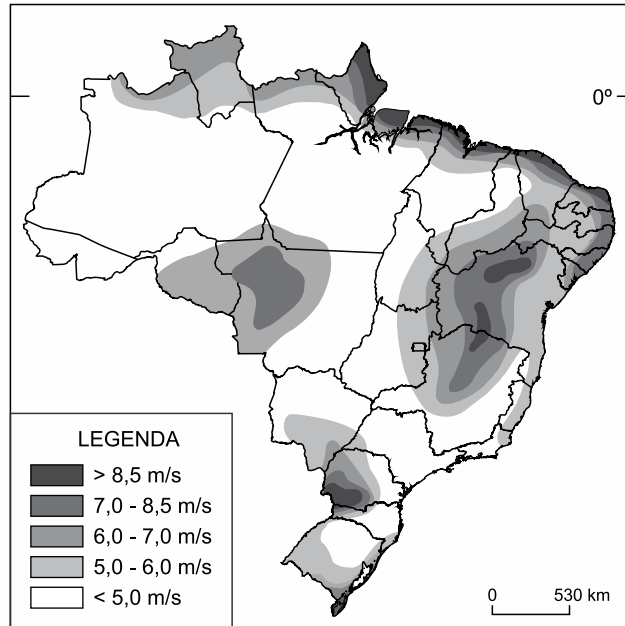 0º
LEGENDA
> 8,5 m/s
7,0 - 8,5 m/s
6,0 - 7,0 m/s
5,0 - 6,0 m/s
< 5,0 m/s
0 530 km